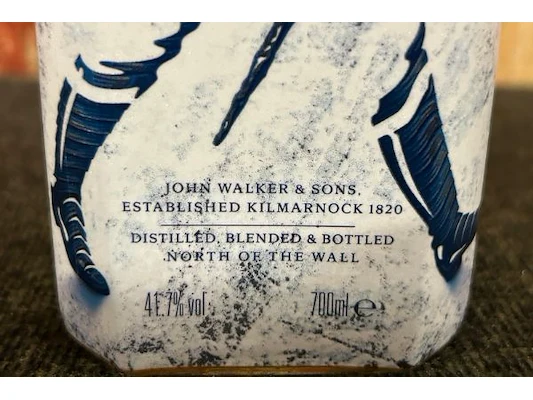 JOHN WALKER & SONS,
ESTABLISHED KILMARNOCK 1820
DISTILLED, BLENDED & BOTTLED
NORTH OF THE WALL
41.7% vol 700ml ℮